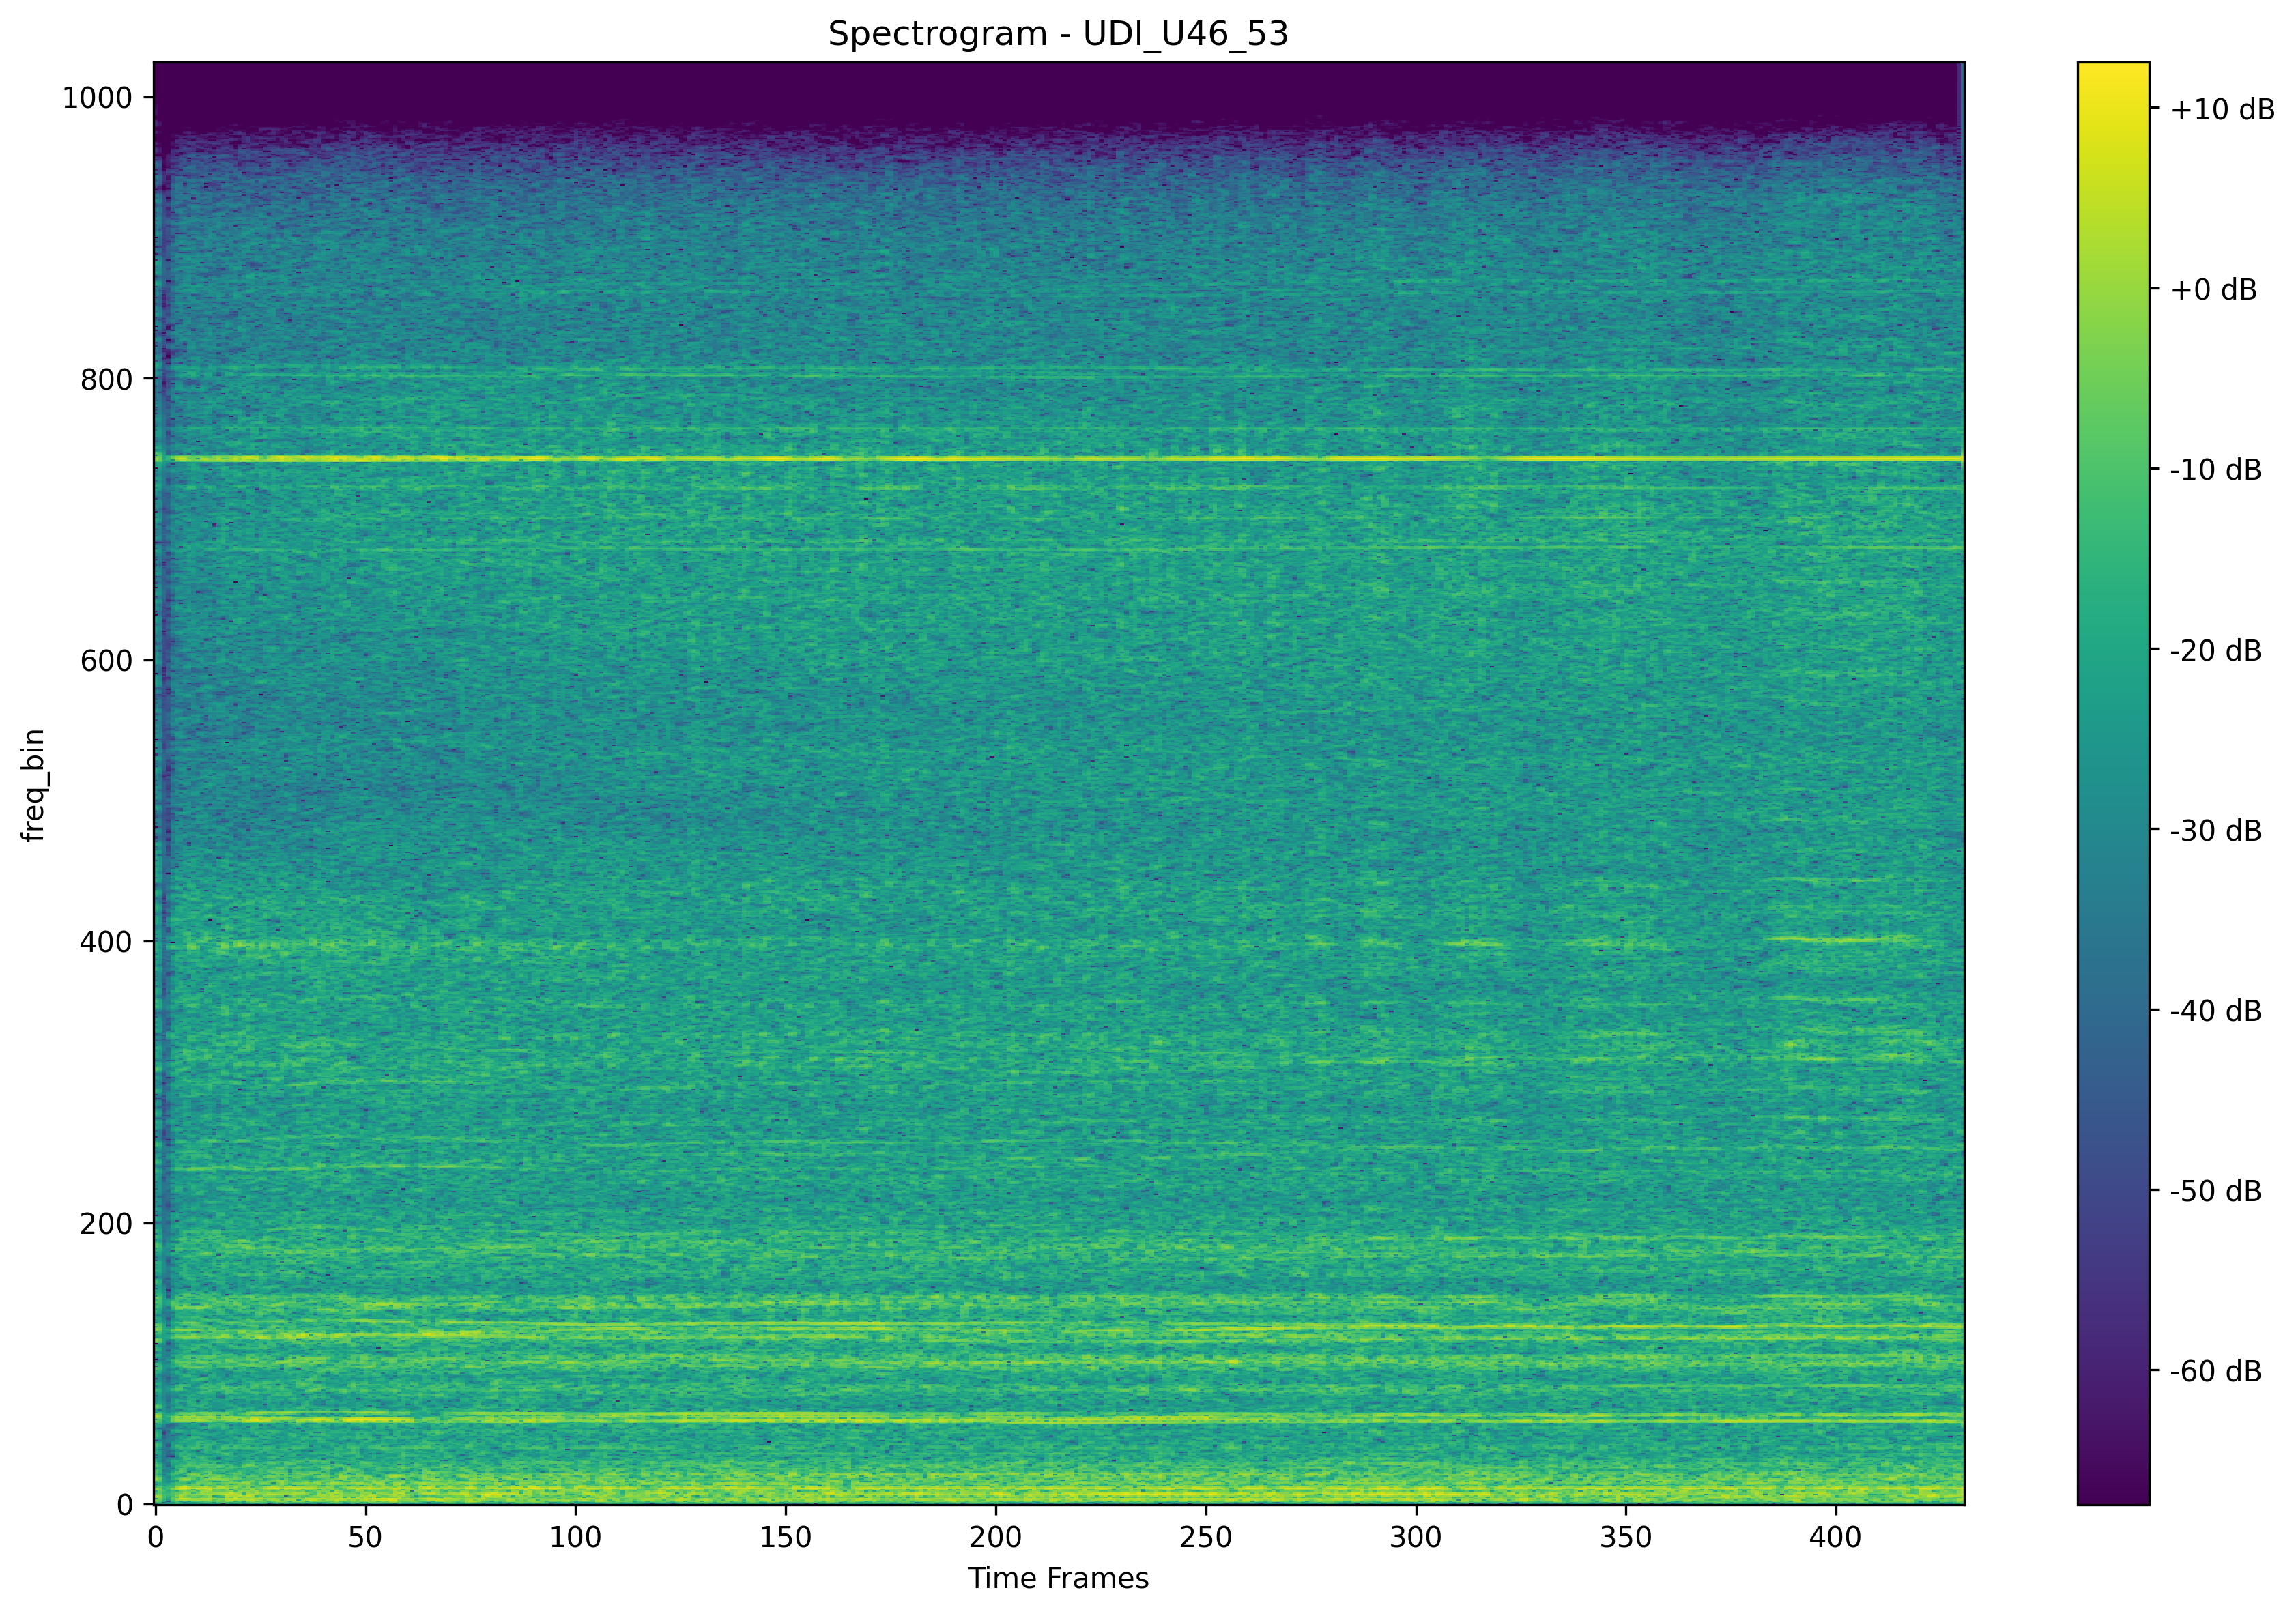 Spectrogram - UDI_U46_53
1000
800
600
400
200
0
freq_bin
0 50 100 150 200 250 300 350 400
Time Frames
+10 dB
+0 dB
-10 dB
-20 dB
-30 dB
-40 dB
-50 dB
-60 dB